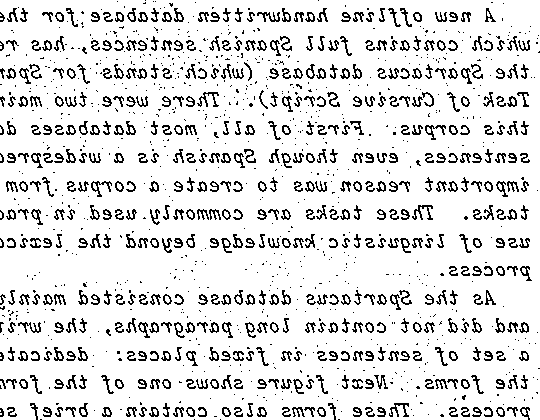 A new offline handwritten database for the
which contains full Spanish sentences, has re
the Spartacus database (which stands for Span
Task of Cursive Script). There were two main
this corpus. First of all, most databases do
sentences, even though Spanish is a widesprea
important reason was to create a corpus from
tasks. These tasks are commonly used in prac
use of linguistic knowledge beyond the lexica
process.
As the Spartacus database consisted mainly
and did not contain long paragraphs, the writ
a set of sentences in fixed places: dedicate
the forms. Next figure shows one of the form
process. These forms also contain a brief se